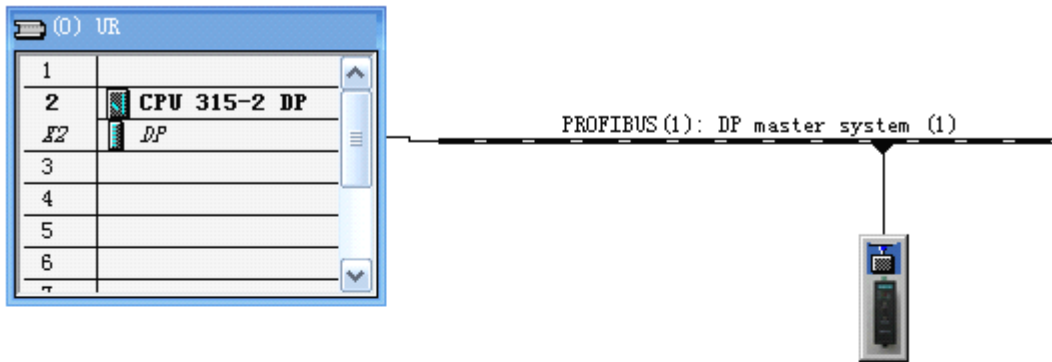 (0) UR
1
2 CPU 315-2 DP
X2 DP
3
4
5
6
7
PROFIBUS(1): DP master system (1)